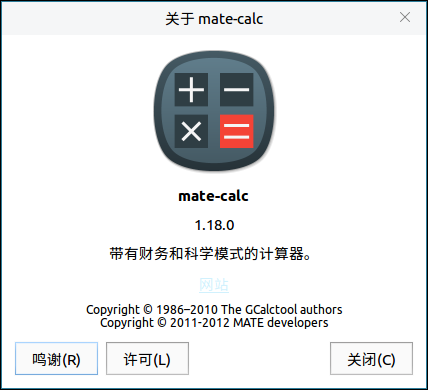 关于 mate-calc
mate-calc
1.18.0
带有财务和科学模式的计算器。
网站
Copyright © 1986–2010 The GCalctool authors
Copyright © 2011-2012 MATE developers
鸣谢(R)
许可(L)
关闭(C)